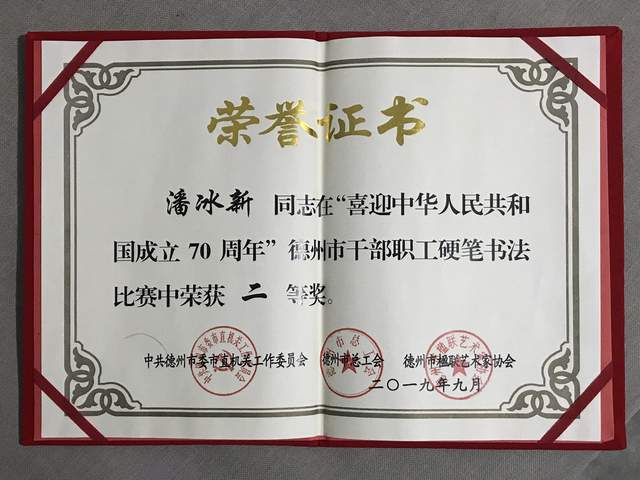 荣誉证书
潘冰新 同志在“喜迎中华人民共和
国成立 70 周年”德州市干部职工硬笔书法
比赛中荣获 二 等奖。
中共德州市委市直机关工作委员会 德州市总工会 德州市楹联艺术家协会
二〇一九年九月